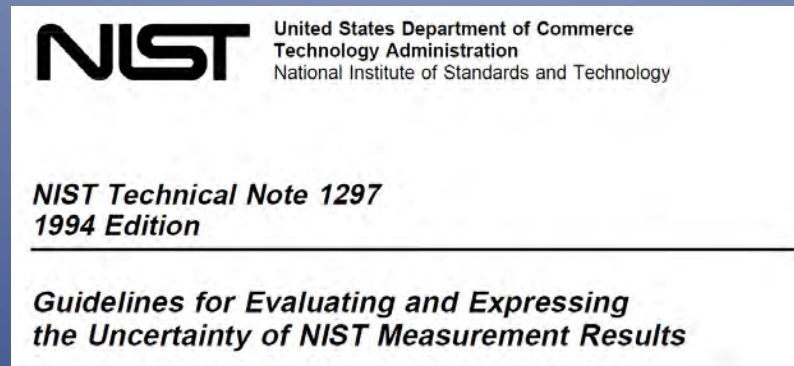 NIST
United States Department of Commerce
Technology Administration
National Institute of Standards and Technology
NIST Technical Note 1297
1994 Edition
Guidelines for Evaluating and Expressing
the Uncertainty of NIST Measurement Results